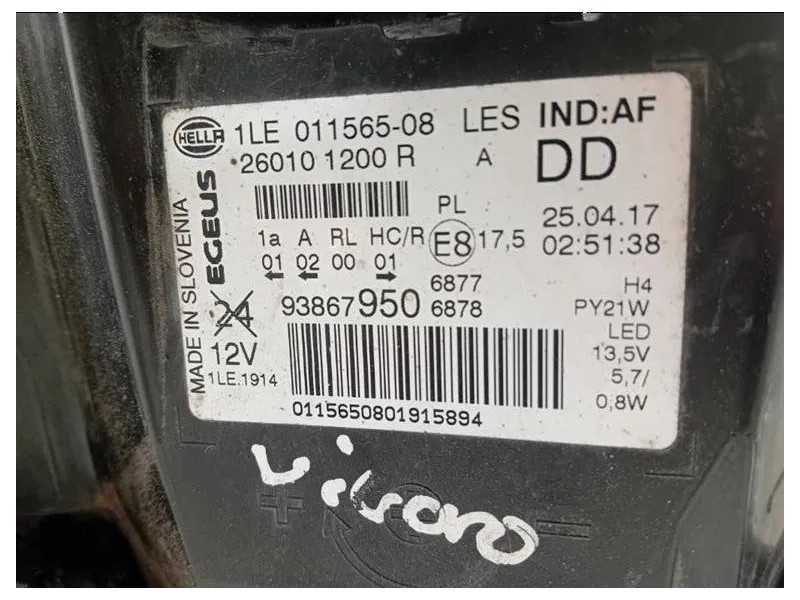 HELLA 1LE 011565-08 LES IND:AF
26010 1200 R A DD
PL 25.04.17
1a A RL HC/R E8 17,5 02:51:38
01 02 00 01
6877 H4
93867950 6878 PY21W
24 LED
12V 13,5V
1LE.1914 5,7/
0,8W
0115650801915894
MADE IN SLOVENIA
EGEUS